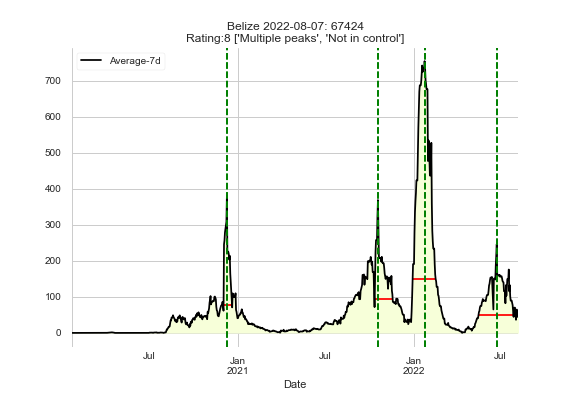 Belize 2022-08-07: 67424
Rating:8 ['Multiple peaks', 'Not in control']
Average-7d
700
600
500
400
300
200
100
0
Jul
Jan
2021
Jul
Jan
2022
Jul
Date